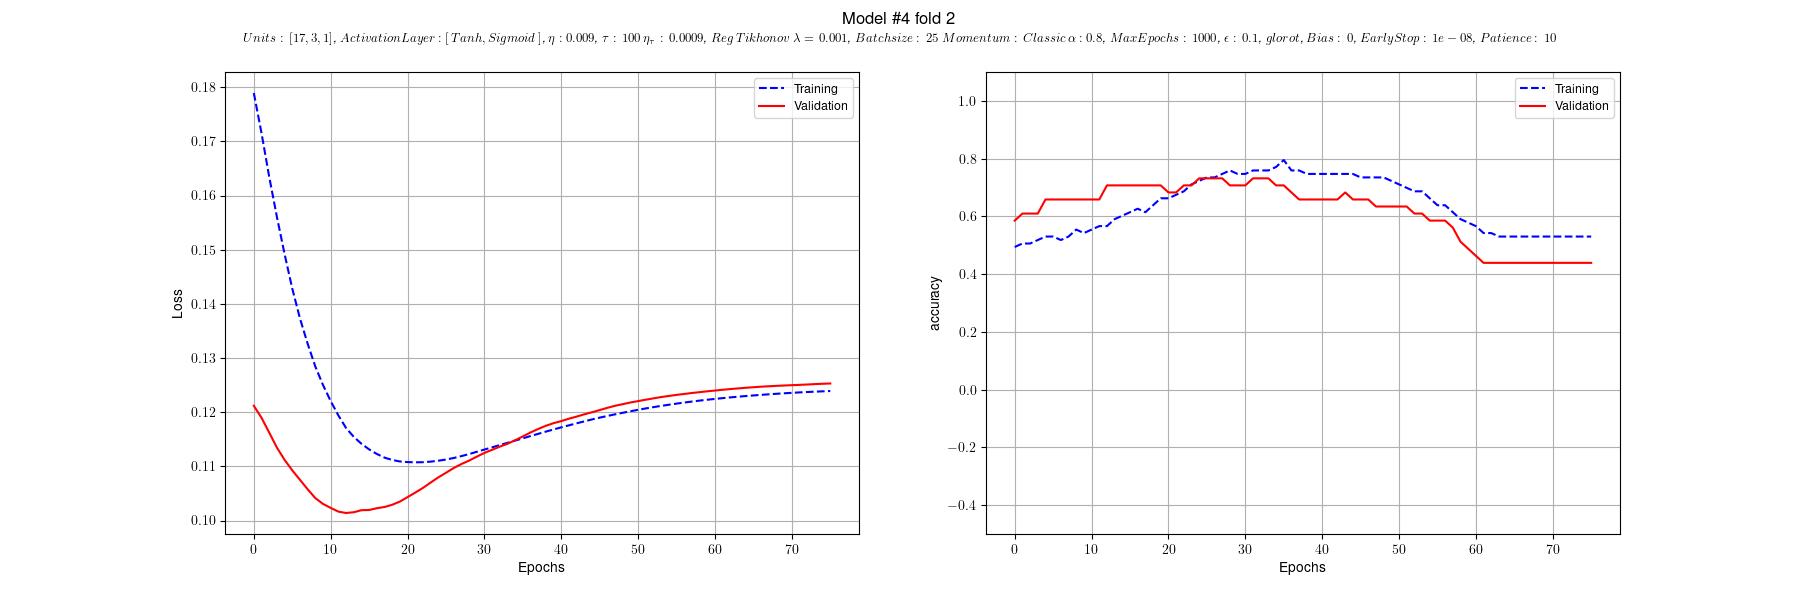 Model #4 fold 2
Units : [17, 3, 1], ActivationLayer : [Tanh, Sigmoid ], η : 0.009, τ : 100 ητ : 0.0009, Reg Tikhonov λ = 0.001, Batchsize : 25 Momentum : Classic α : 0.8, MaxEpochs : 1000, ϵ : 0.1, glorot, Bias : 0, EarlyStop : 1e − 08, Patience : 10
Training
Validation
0.18
0.17
0.16
0.15
0.14
0.13
0.12
0.11
0.10
Loss
0 10 20 30 40 50 60 70
Epochs
Training
Validation
1.0
0.8
0.6
0.4
0.2
0.0
−0.2
−0.4
accuracy
0 10 20 30 40 50 60 70
Epochs